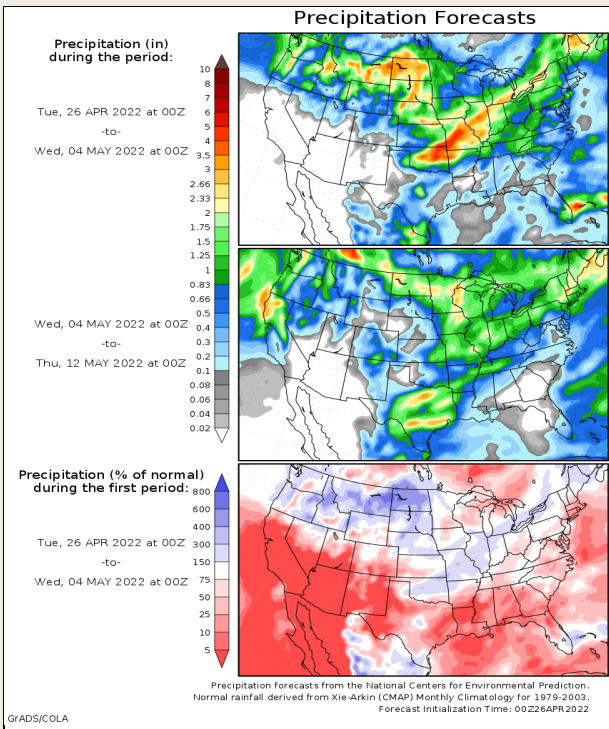 Precipitation Forecasts
Precipitation (in)
during the period:
Tue, 26 APR 2022 at 00Z
-to-
Wed, 04 MAY 2022 at 00Z
10
8
7
6
5
4
3.5
3
2.66
2.33
2
1.75
1.5
1.25
1
0.83
0.66
0.5
0.4
0.3
0.2
0.1
0.08
0.06
0.04
0.02
Wed, 04 MAY 2022 at 00Z
-to-
Thu, 12 MAY 2022 at 00Z
Precipitation (% of normal)
during the first period:
Tue, 26 APR 2022 at 00Z
-to-
Wed, 04 MAY 2022 at 00Z
800
600
400
300
150
75
50
25
10
5
Precipitation forecasts from the National Centers for Environmental Prediction.
Normal rainfall derived from Xie-Arkin (CMAP) Monthly Climatology for 1979-2003.
Forecast Initialization Time: 00Z26APR2022
GrADS/COLA